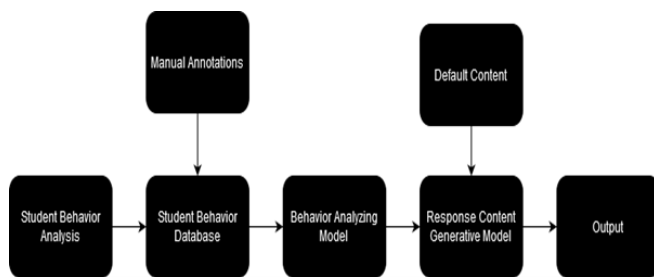 Manual Annotations
Default Content
Student Behavior
Analysis
Student Behavior
Database
Behavior Analyzing
Model
Response Content
Generative Model
Output